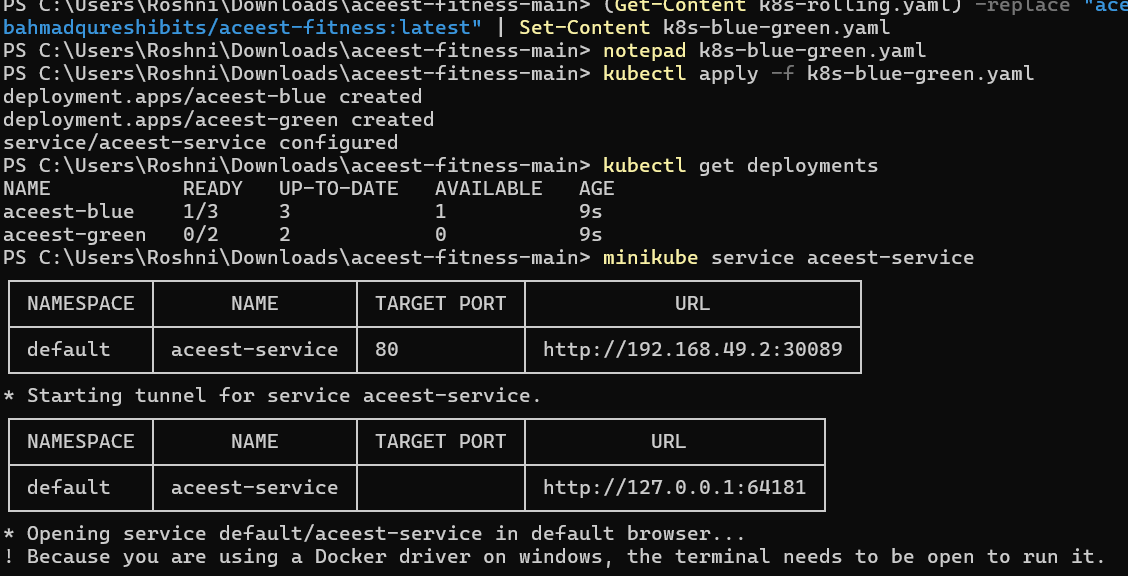 PS C:\Users\Roshni\Downloads\aceest-fitness-main> (Get-Content k8s-rolling.yaml) -replace "ace
bahmadqureshibits/aceest-fitness:latest" | Set-Content k8s-blue-green.yaml
PS C:\Users\Roshni\Downloads\aceest-fitness-main> notepad k8s-blue-green.yaml
PS C:\Users\Roshni\Downloads\aceest-fitness-main> kubectl apply -f k8s-blue-green.yaml
deployment.apps/aceest-blue created
deployment.apps/aceest-green created
service/aceest-service configured
PS C:\Users\Roshni\Downloads\aceest-fitness-main> kubectl get deployments
NAME READY UP-TO-DATE AVAILABLE AGE
aceest-blue 1/3 3 1 9s
aceest-green 0/2 2 0 9s
PS C:\Users\Roshni\Downloads\aceest-fitness-main> minikube service aceest-service
NAMESPACE NAME TARGET PORT URL
default aceest-service 80 http://192.168.49.2:30089
* Starting tunnel for service aceest-service.
NAMESPACE NAME TARGET PORT URL
default aceest-service http://127.0.0.1:64181
* Opening service default/aceest-service in default browser...
! Because you are using a Docker driver on windows, the terminal needs to be open to run it.